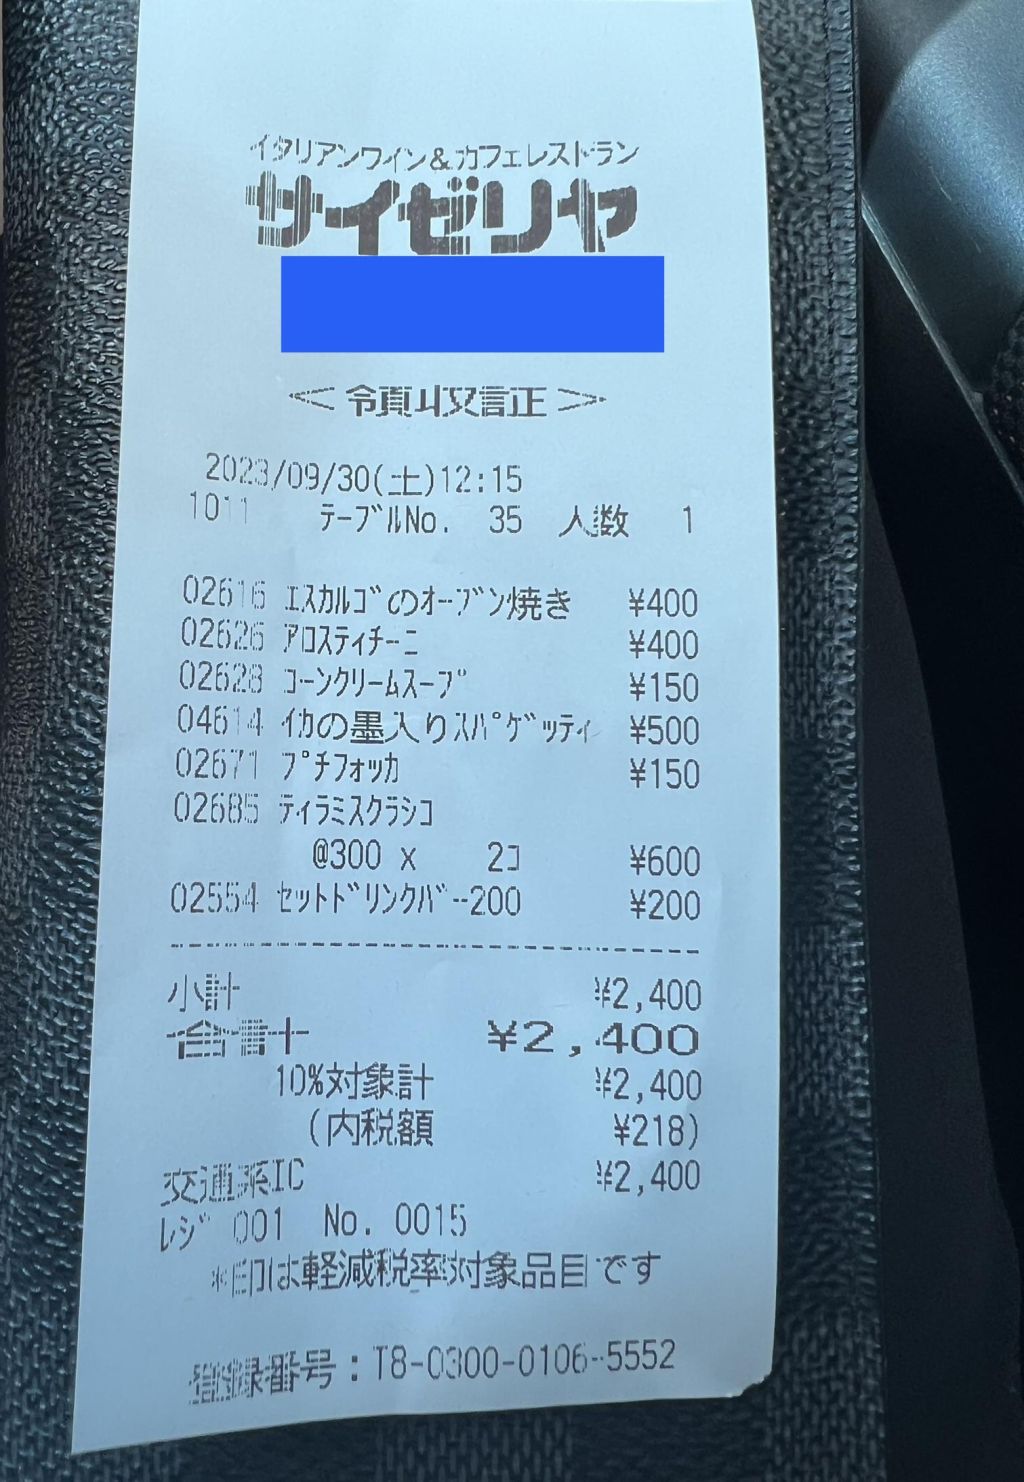 イタリアンワイン&カフェレストラン
サイゼリヤ
<領収証>
2023/09/30(土)12:15
1011 テーブルNo. 35 人数 1
02616 エスカルゴのオーブン焼き ¥400
02626 アロスティチーニ ¥400
02628 コーンクリームスープ ¥150
04614 イカの墨入りスパゲッティ ¥500
02671 プチフォッカ ¥150
02685 ティラミスクラシコ
@300 x 2コ ¥600
02554 セットドリンクバー200 ¥200
小計 ¥2,400
合計 ¥2,400
10%対象計 ¥2,400
(内税額 ¥218)
交通系IC ¥2,400
レジ 001 No. 0015
*印は軽減税率対象品目です
登録番号:T8-0300-0106-5552